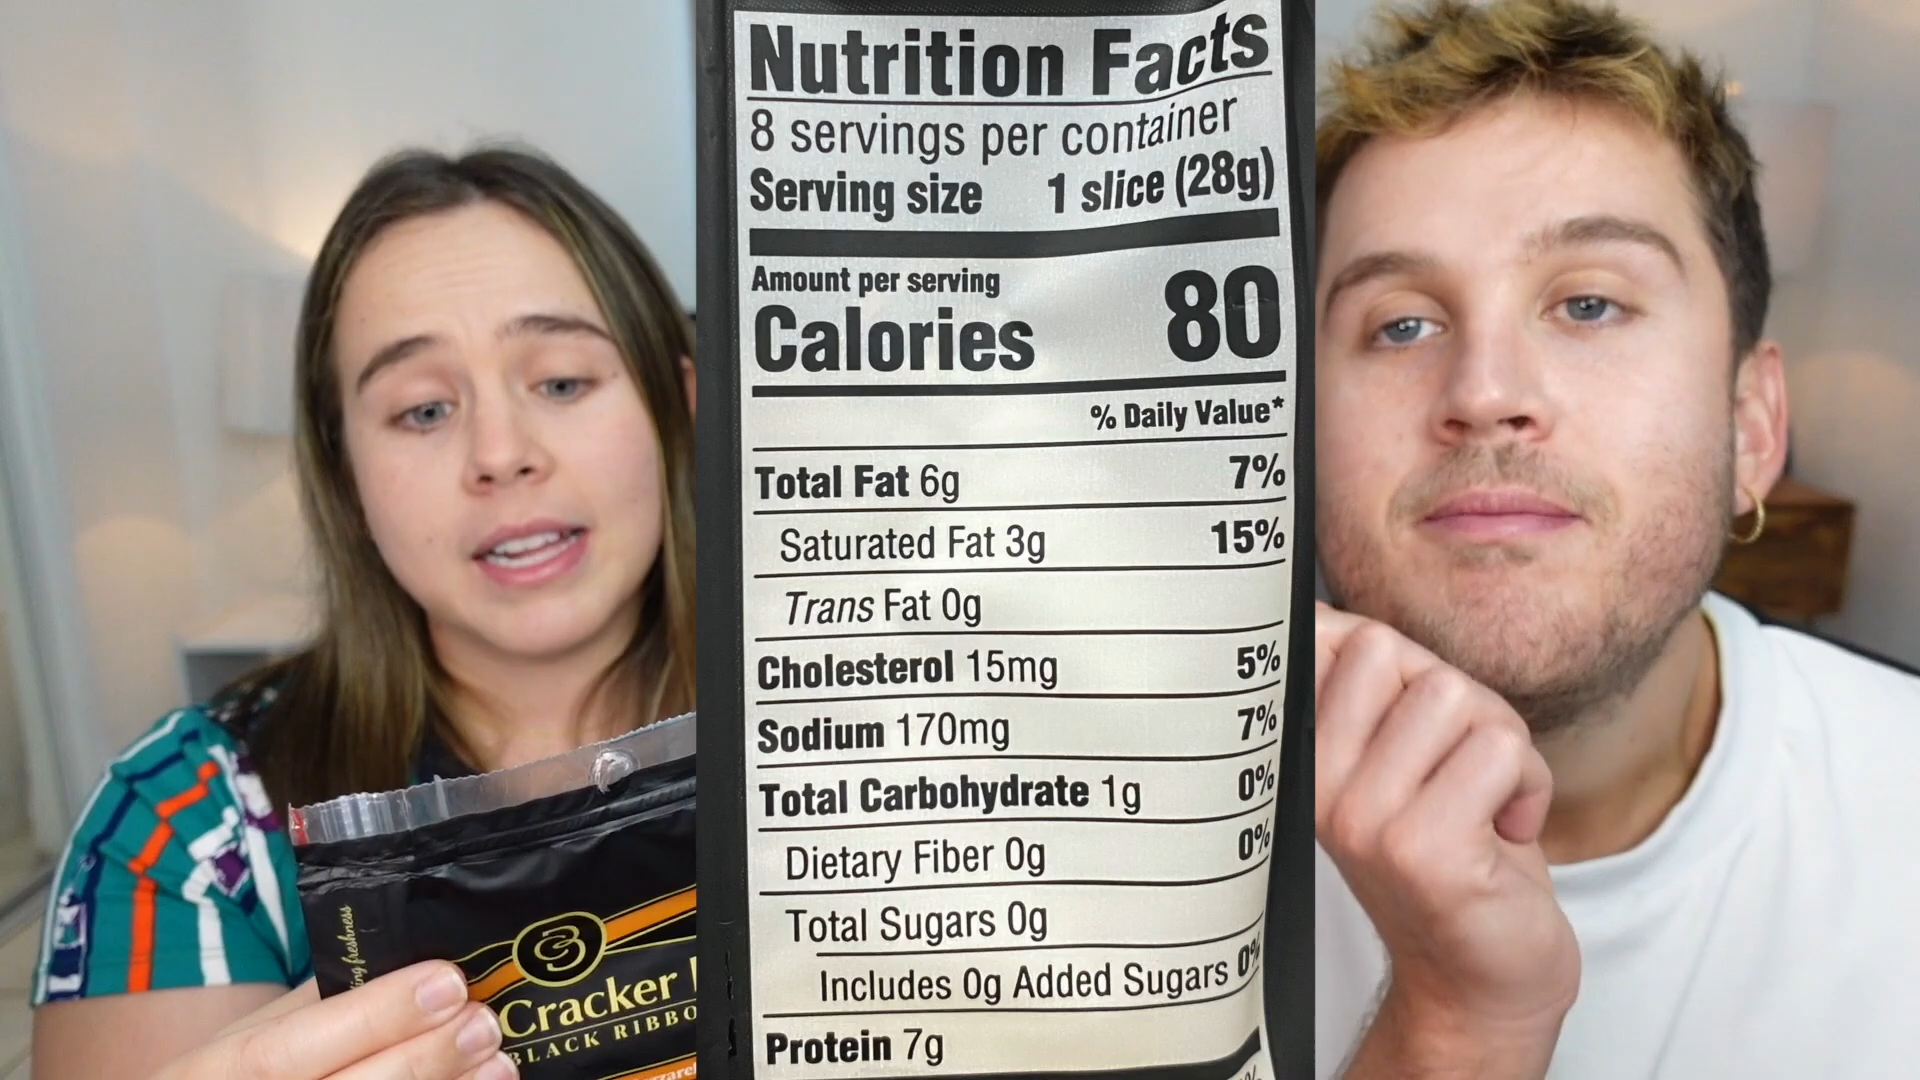 Nutrition Facts
8 servings per container
Serving size 1 slice (28g)
Amount per serving
Calories 80
% Daily Value*
Total Fat 6g 7%
Saturated Fat 3g 15%
Trans Fat 0g
Cholesterol 15mg 5%
Sodium 170mg 7%
Total Carbohydrate 1g 0%
Dietary Fiber 0g 0%
Total Sugars 0g
Includes 0g Added Sugars 0%
Protein 7g
%
freshness
Cracker
BLACK RIBBO